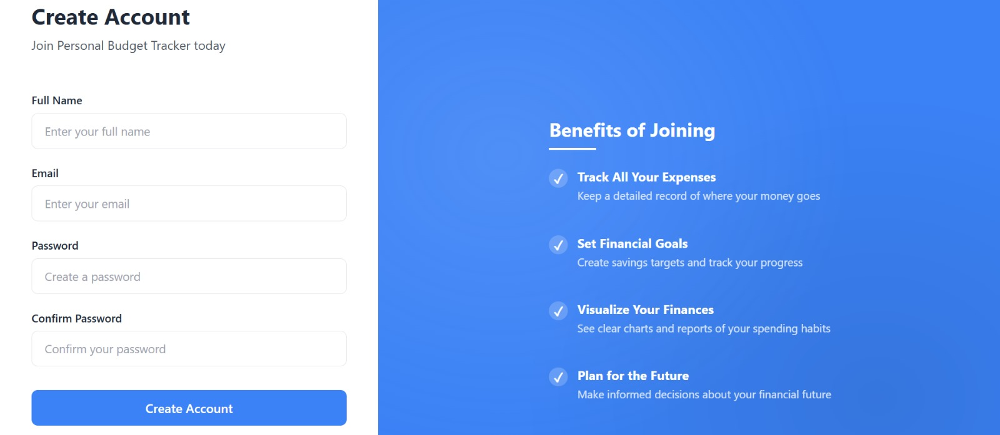 Create Account
Join Personal Budget Tracker today
Full Name
Enter your full name
Email
Enter your email
Password
Create a password
Confirm Password
Confirm your password
Create Account
Benefits of Joining
Track All Your Expenses
Keep a detailed record of where your money goes
Set Financial Goals
Create savings targets and track your progress
Visualize Your Finances
See clear charts and reports of your spending habits
Plan for the Future
Make informed decisions about your financial future